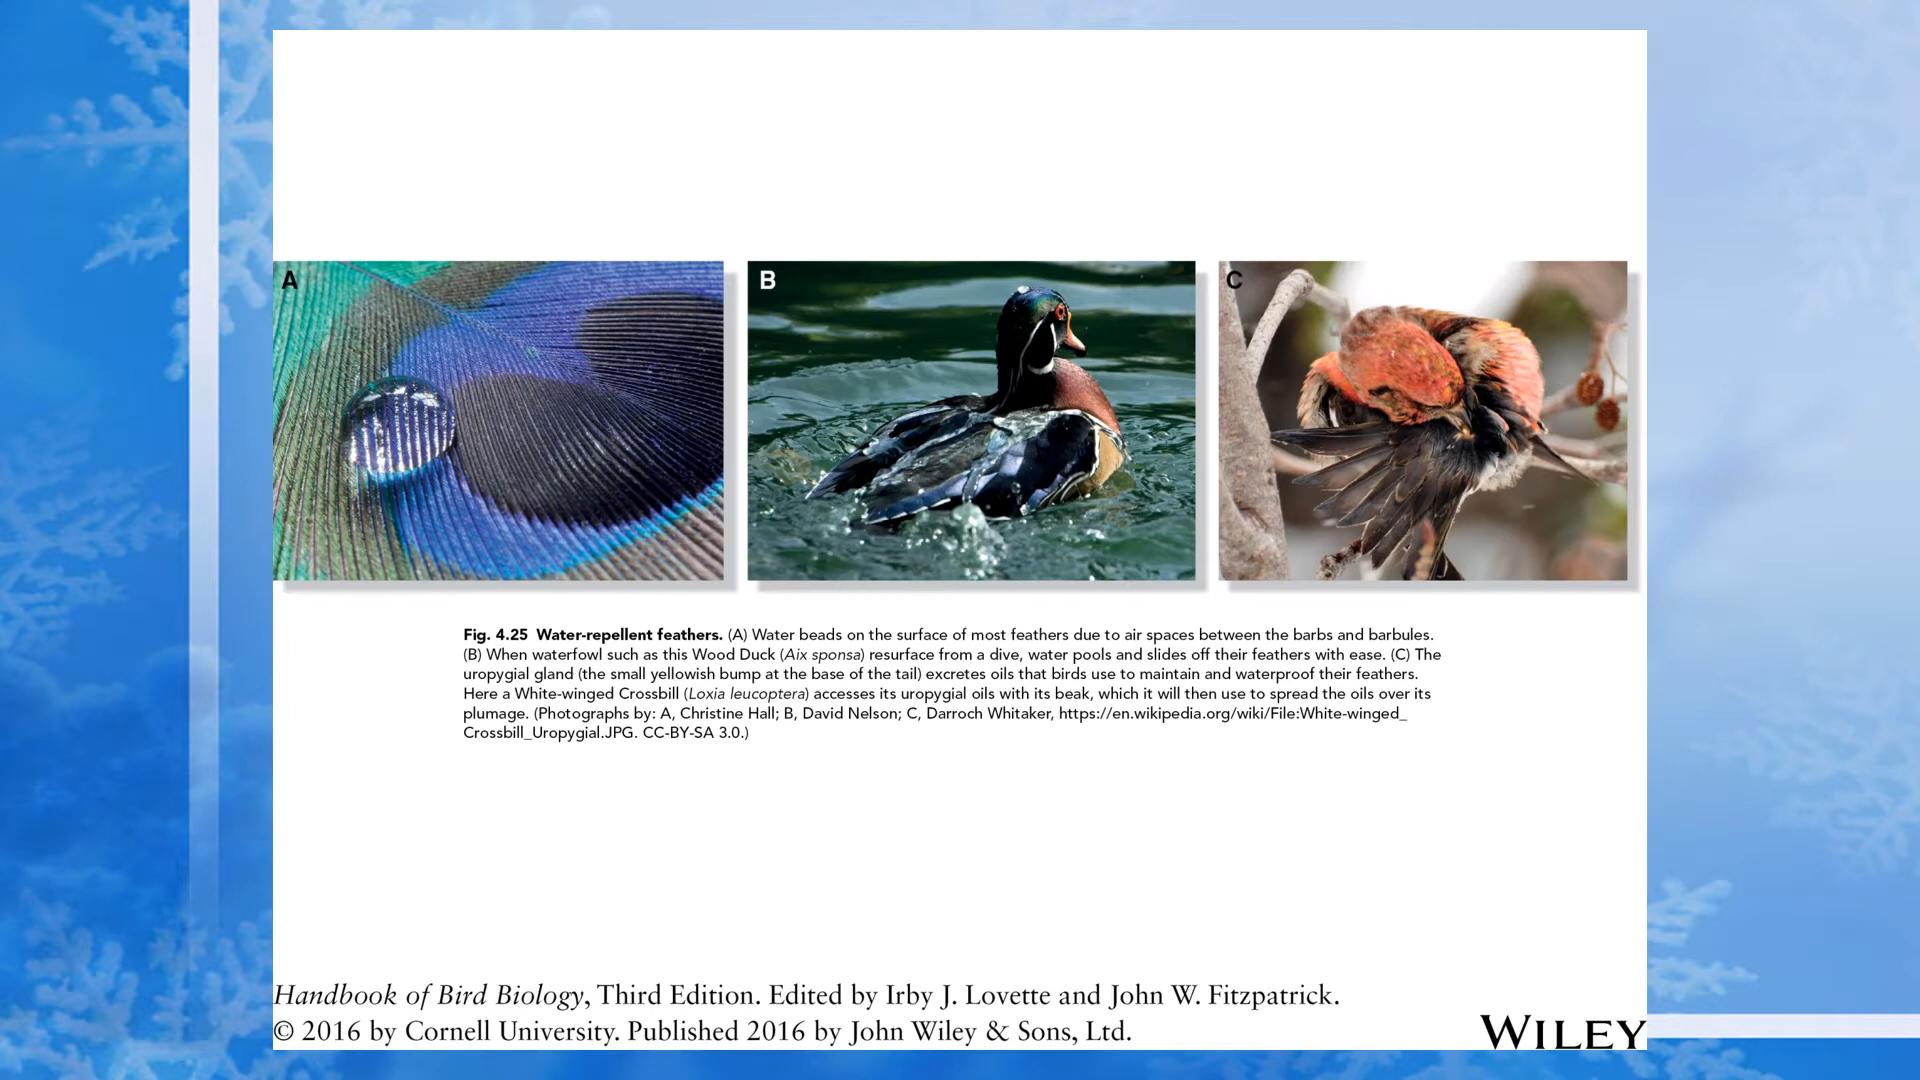 A
B
C
Fig. 4.25 Water-repellent feathers. (A) Water beads on the surface of most feathers due to air spaces between the barbs and barbules.
(B) When waterfowl such as this Wood Duck (Aix sponsa) resurface from a dive, water pools and slides off their feathers with ease. (C) The
uropygial gland (the small yellowish bump at the base of the tail) excretes oils that birds use to maintain and waterproof their feathers.
Here a White-winged Crossbill (Loxia leucoptera) accesses its uropygial oils with its beak, which it will then use to spread the oils over its
plumage. (Photographs by: A, Christine Hall; B, David Nelson; C, Darroch Whitaker, https://en.wikipedia.org/wiki/File:White-winged_
Crossbill_Uropygial.JPG. CC-BY-SA 3.0.)
Handbook of Bird Biology, Third Edition. Edited by Irby J. Lovette and John W. Fitzpatrick.
© 2016 by Cornell University. Published 2016 by John Wiley & Sons, Ltd.
WILEY